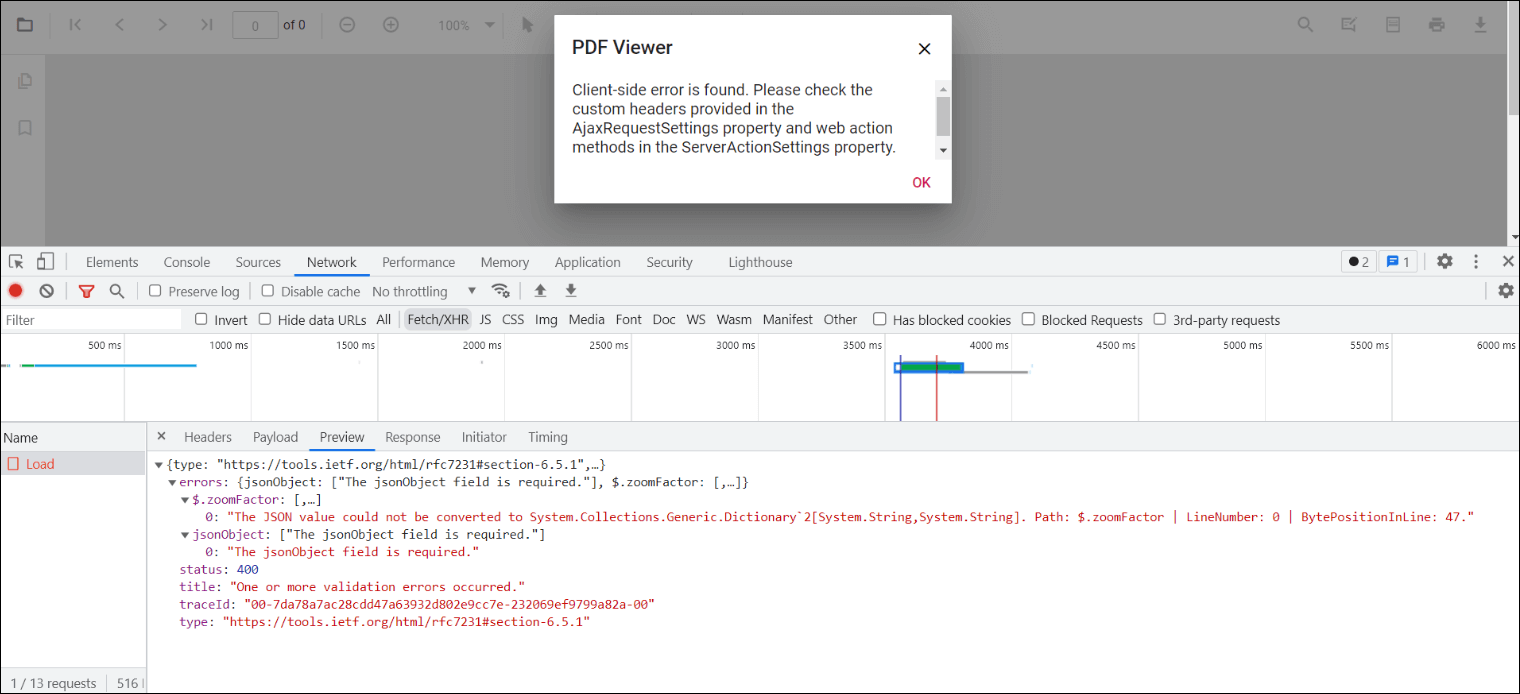 0 of 0 100%
PDF Viewer
Client-side error is found. Please check the
custom headers provided in the
AjaxRequestSettings property and web action
methods in the ServerActionSettings property.
OK
Elements Console Sources Network Performance Memory Application Security Lighthouse 2 1
Preserve log Disable cache No throttling
Filter Invert Hide data URLs All Fetch/XHR JS CSS Img Media Font Doc WS Wasm Manifest Other Has blocked cookies Blocked Requests 3rd-party requests
500 ms 1000 ms 1500 ms 2000 ms 2500 ms 3000 ms 3500 ms 4000 ms 4500 ms 5000 ms 5500 ms 6000 ms
Name Headers Payload Preview Response Initiator Timing
Load
{type: "https://tools.ietf.org/html/rfc7231#section-6.5.1",…}
errors: {jsonObject: ["The jsonObject field is required."], $.zoomFactor: [,…]}
$.zoomFactor: [,…]
0: "The JSON value could not be converted to System.Collections.Generic.Dictionary`2[System.String,System.String]. Path: $.zoomFactor | LineNumber: 0 | BytePositionInLine: 47."
jsonObject: ["The jsonObject field is required."]
0: "The jsonObject field is required."
status: 400
title: "One or more validation errors occurred."
traceId: "00-7da78a7ac28cdd47a63932d802e9cc7e-232069ef9799a82a-00"
type: "https://tools.ietf.org/html/rfc7231#section-6.5.1"
1 / 13 requests 516